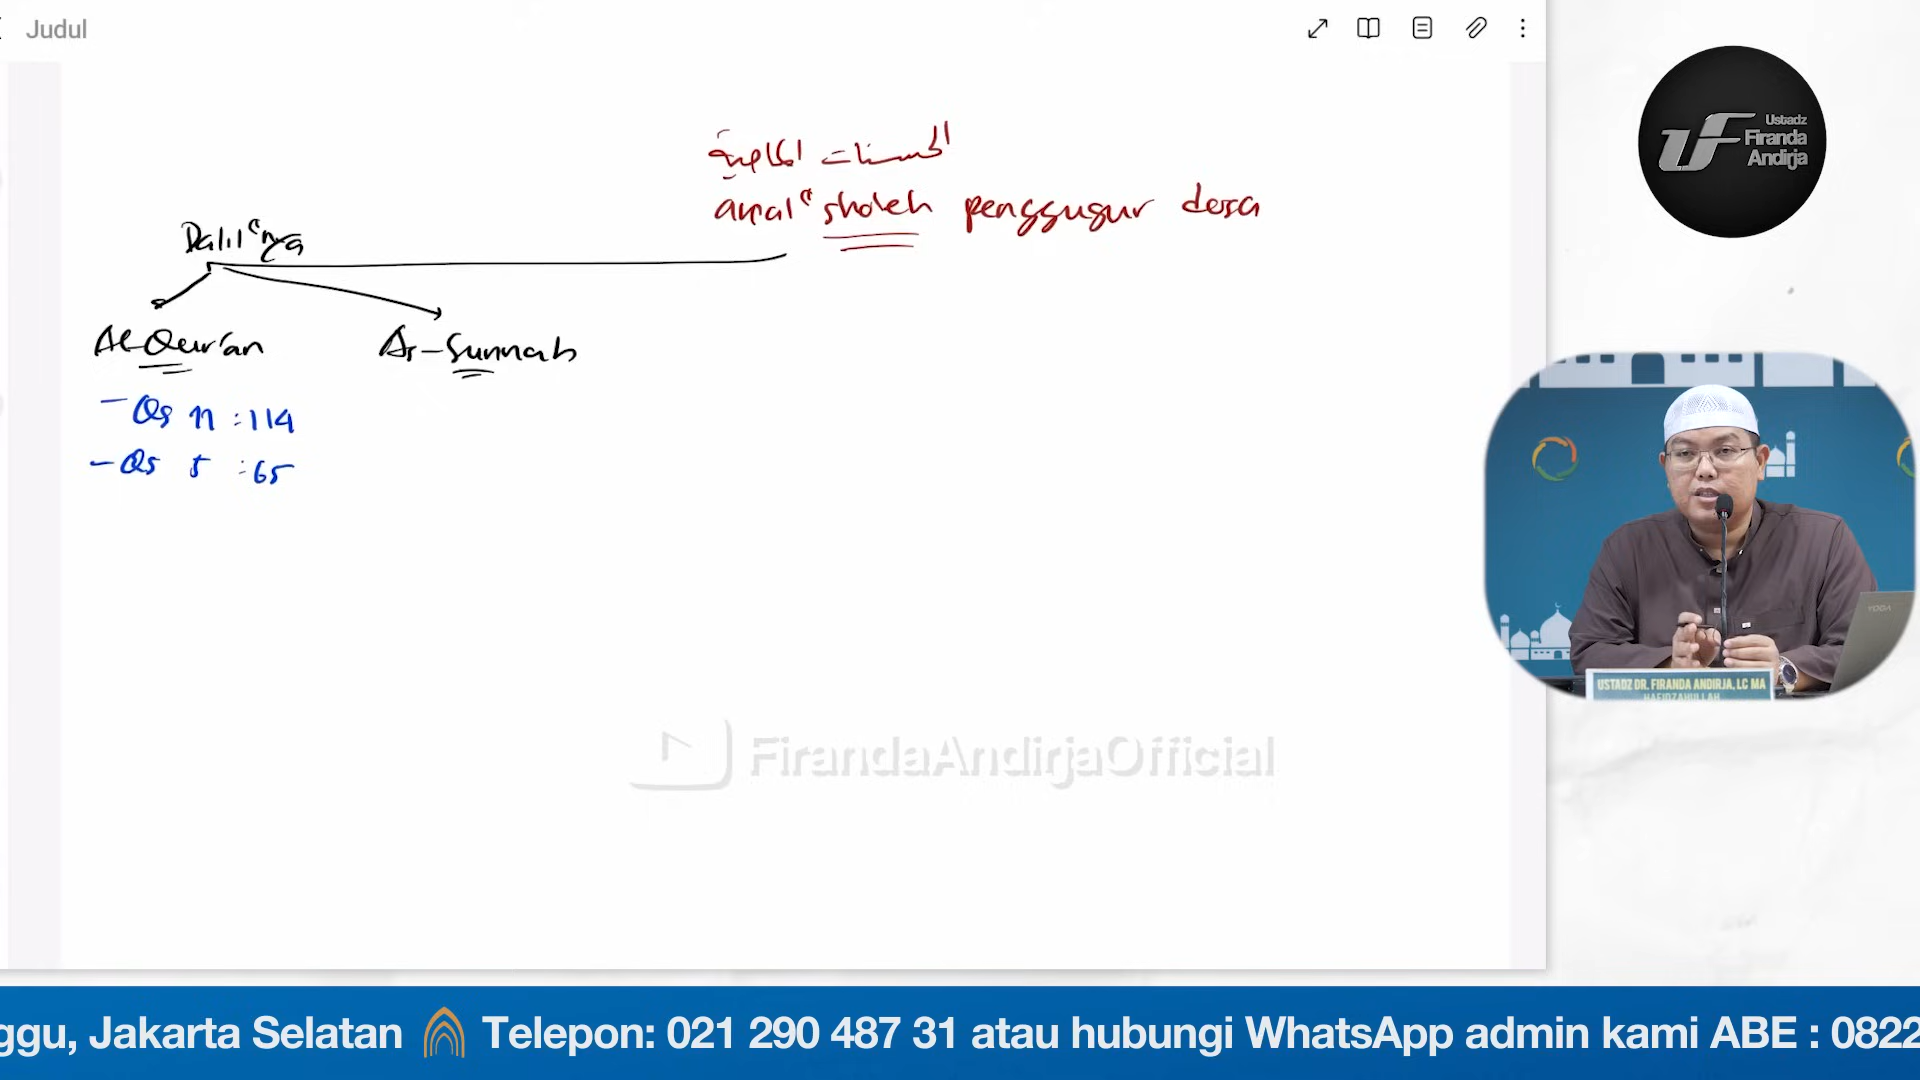 Judul
الحسنات الماحية
amal² sholeh penggugur dosa
Dalil²nya
Al-Qur'an
As-Sunnah
- QS 11 : 114
- QS 5 : 65
Ustadz
Firanda
Andirja
YOGA
USTADZ DR. FIRANDA ANDIRJA, LC MA
HAFIDZAHULLAH
FirandaAndirjaOfficial
ggu, Jakarta Selatan Telepon: 021 290 487 31 atau hubungi WhatsApp admin kami ABE : 0822